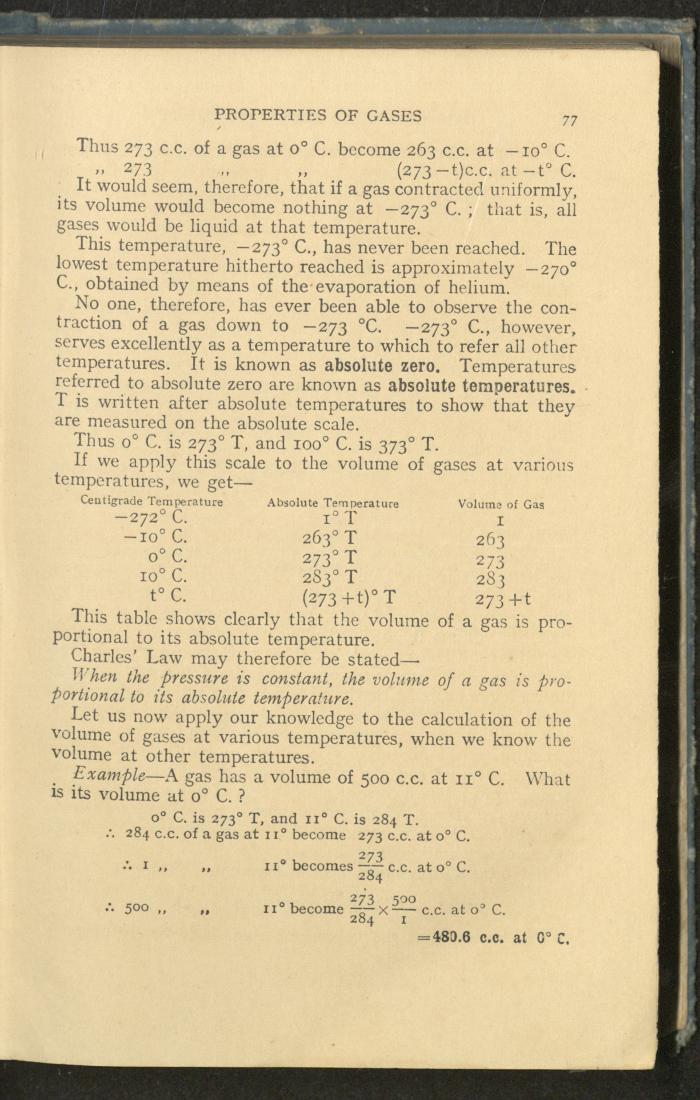 PROPERTIES OF GASES 77
Thus 273 c.c. of a gas at 0° C. become 263 c.c. at −10° C.
„ 273 „ „ (273 −t)c.c. at −t° C.
It would seem, therefore, that if a gas contracted uniformly,
its volume would become nothing at −273° C. ; that is, all
gases would be liquid at that temperature.
This temperature, −273° C., has never been reached. The
lowest temperature hitherto reached is approximately −270°
C., obtained by means of the evaporation of helium.
No one, therefore, has ever been able to observe the con-
traction of a gas down to −273 °C. −273° C., however,
serves excellently as a temperature to which to refer all other
temperatures. It is known as absolute zero. Temperatures
referred to absolute zero are known as absolute temperatures.
T is written after absolute temperatures to show that they
are measured on the absolute scale.
Thus 0° C. is 273° T, and 100° C. is 373° T.
If we apply this scale to the volume of gases at various
temperatures, we get—
Centigrade Temperature Absolute Temperature Volume of Gas
−272° C. 1° T 1
−10° C. 263° T 263
0° C. 273° T 273
10° C. 283° T 283
t° C. (273 +t)° T 273 +t
This table shows clearly that the volume of a gas is pro-
portional to its absolute temperature.
Charles' Law may therefore be stated—
When the pressure is constant, the volume of a gas is pro-
portional to its absolute temperature.
Let us now apply our knowledge to the calculation of the
volume of gases at various temperatures, when we know the
volume at other temperatures.
Example—A gas has a volume of 500 c.c. at 11° C. What
is its volume at 0° C. ?
0° C. is 273° T, and 11° C. is 284 T.
∴ 284 c.c. of a gas at 11° become 273 c.c. at 0° C.
∴ 1 „ „ 11° becomes 273/284 c.c. at 0° C.
∴ 500 „ „ 11° become 273/284 × 500/1 c.c. at 0° C.
=480.6 c.c. at 0° C.